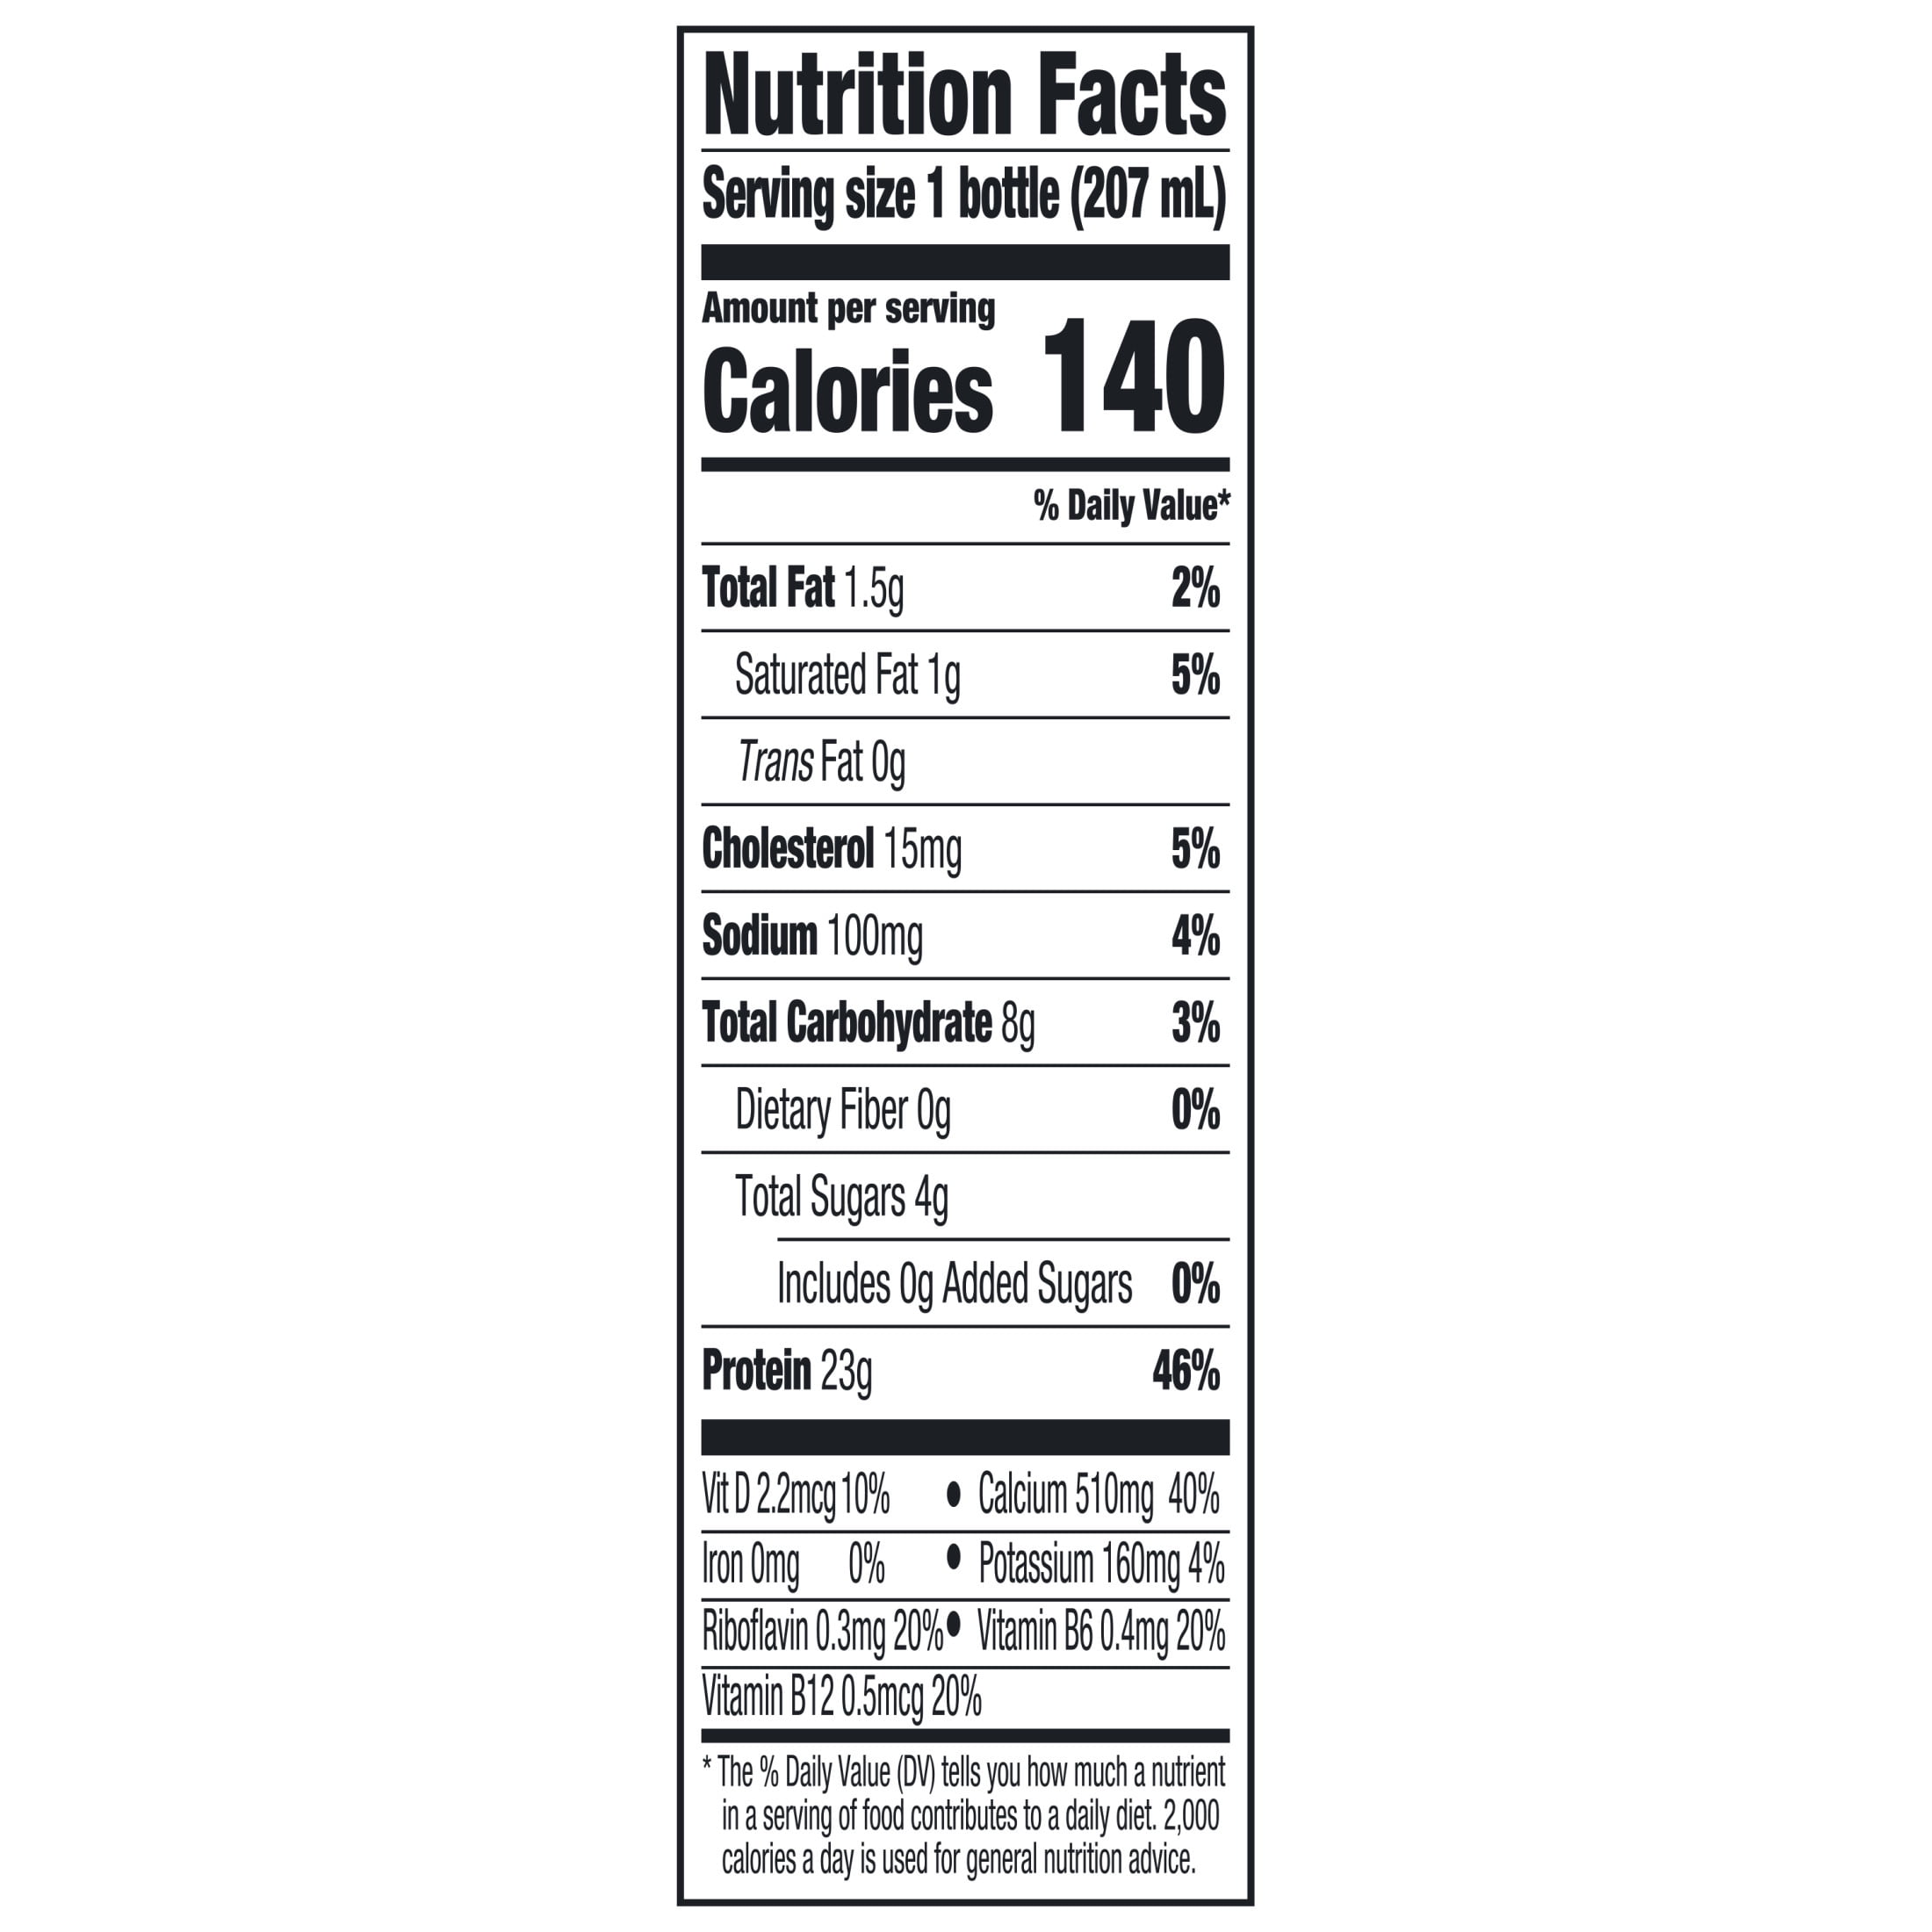 Nutrition Facts
Serving size 1 bottle (207 mL)
Amount per serving
Calories 140
% Daily Value*
Total Fat 1.5g 2%
Saturated Fat 1g 5%
Trans Fat 0g
Cholesterol 15mg 5%
Sodium 100mg 4%
Total Carbohydrate 8g 3%
Dietary Fiber 0g 0%
Total Sugars 4g
Includes 0g Added Sugars 0%
Protein 23g 46%
Vit D 2.2mcg 10% • Calcium 510mg 40%
Iron 0mg 0% • Potassium 160mg 4%
Riboflavin 0.3mg 20% • Vitamin B6 0.4mg 20%
Vitamin B12 0.5mcg 20%
* The % Daily Value (DV) tells you how much a nutrient
in a serving of food contributes to a daily diet. 2,000
calories a day is used for general nutrition advice.